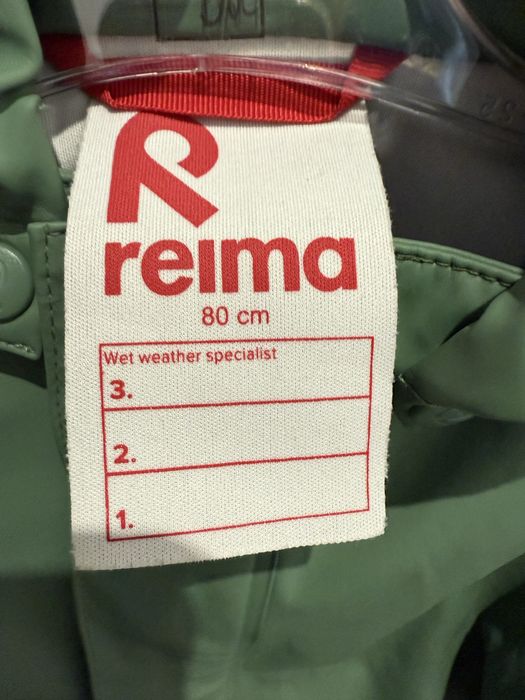 reima
80 cm
Wet weather specialist
3.
2.
1.